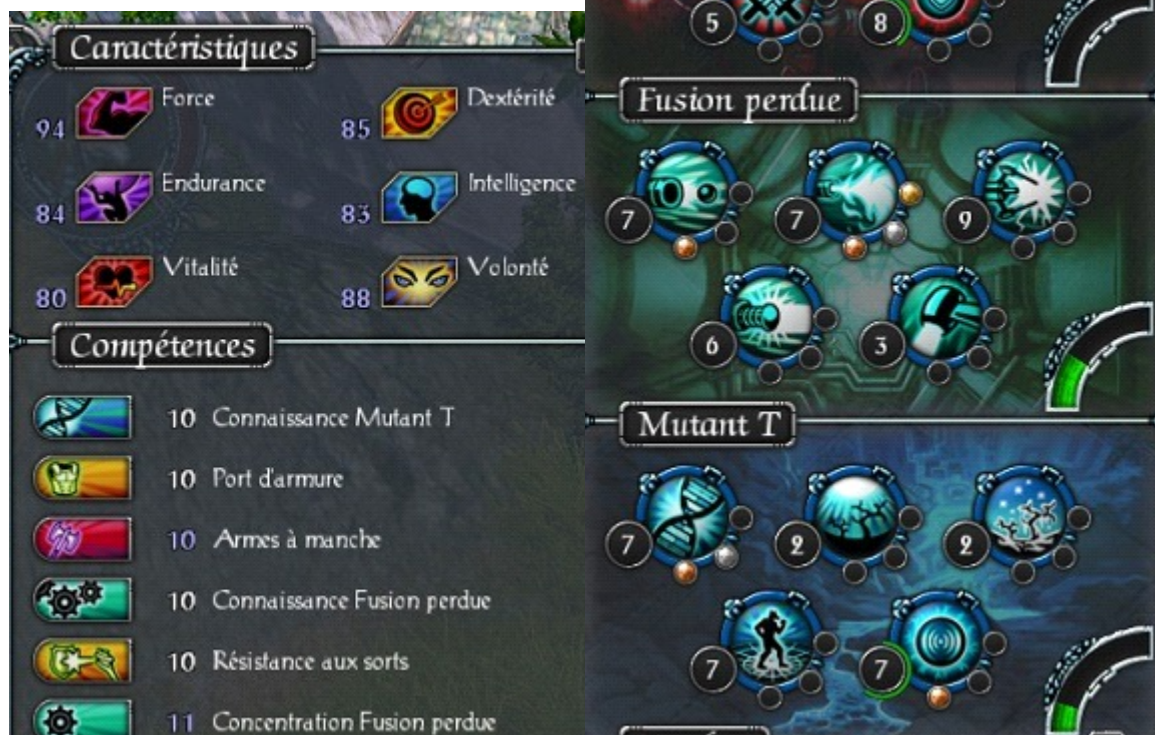 Caractéristiques
94 Force
85 Dextérité
84 Endurance
83 Intelligence
80 Vitalité
88 Volonté
Compétences
10 Connaissance Mutant T
10 Port d'armure
10 Armes à manche
10 Connaissance Fusion perdue
10 Résistance aux sorts
11 Concentration Fusion perdue
5 8
Fusion perdue
7 7 9
6 3
Mutant T
7 2 2
7 7